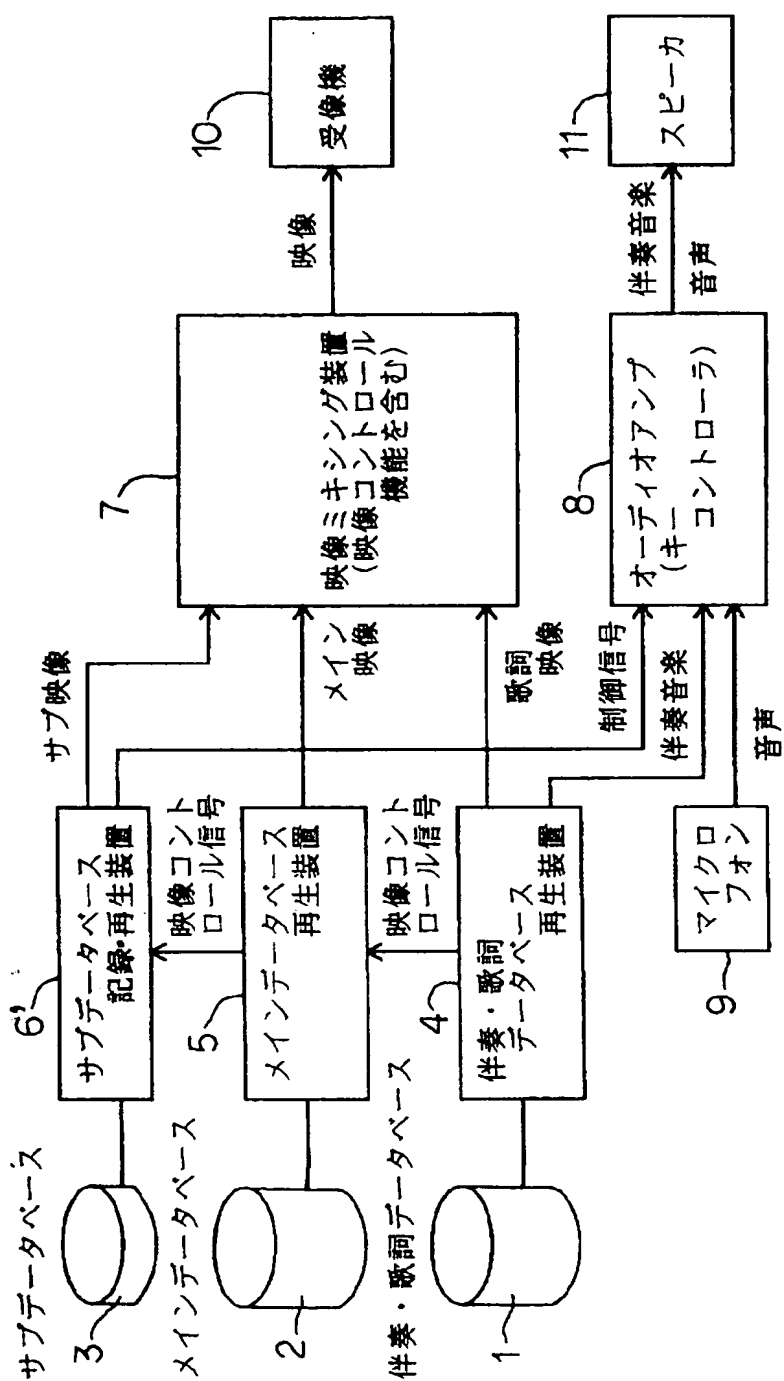 サブデータベース
3
メインデータベース
2
伴奏・歌詞データベース
1
6'
サブデータベース
記録・再生装置
映像コント
ロール信号
5
メインデータベース
再生装置
映像コント
ロール信号
4
伴奏・歌詞
データベース
再生装置
マイクロ
フォン
9
サブ映像
メイン
映像
歌詞
映像
制御信号
伴奏音楽
音声
7
映像ミキシング装置
(映像コントロール
機能を含む)
8
オーディオアンプ
(キー
コントローラ)
映像
伴奏音楽
音声
10
受像機
11
スピーカ